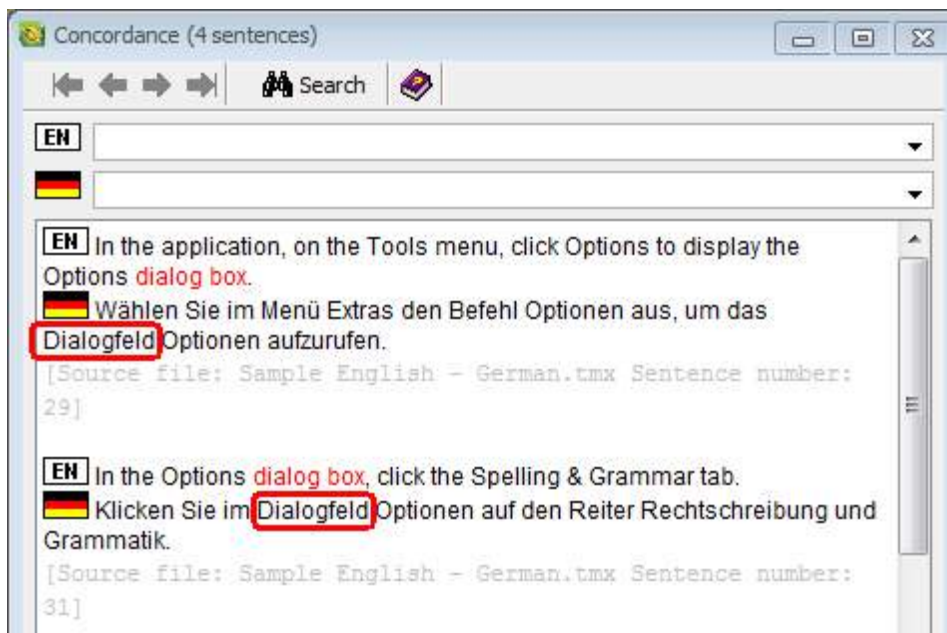 Concordance (4 sentences)
Search
EN
EN In the application, on the Tools menu, click Options to display the
Options dialog box.
Wählen Sie im Menü Extras den Befehl Optionen aus, um das
Dialogfeld Optionen aufzurufen.
[Source file: Sample English - German.tmx Sentence number:
29]
EN In the Options dialog box, click the Spelling & Grammar tab.
Klicken Sie im Dialogfeld Optionen auf den Reiter Rechtschreibung und
Grammatik.
[Source file: Sample English - German.tmx Sentence number:
31]